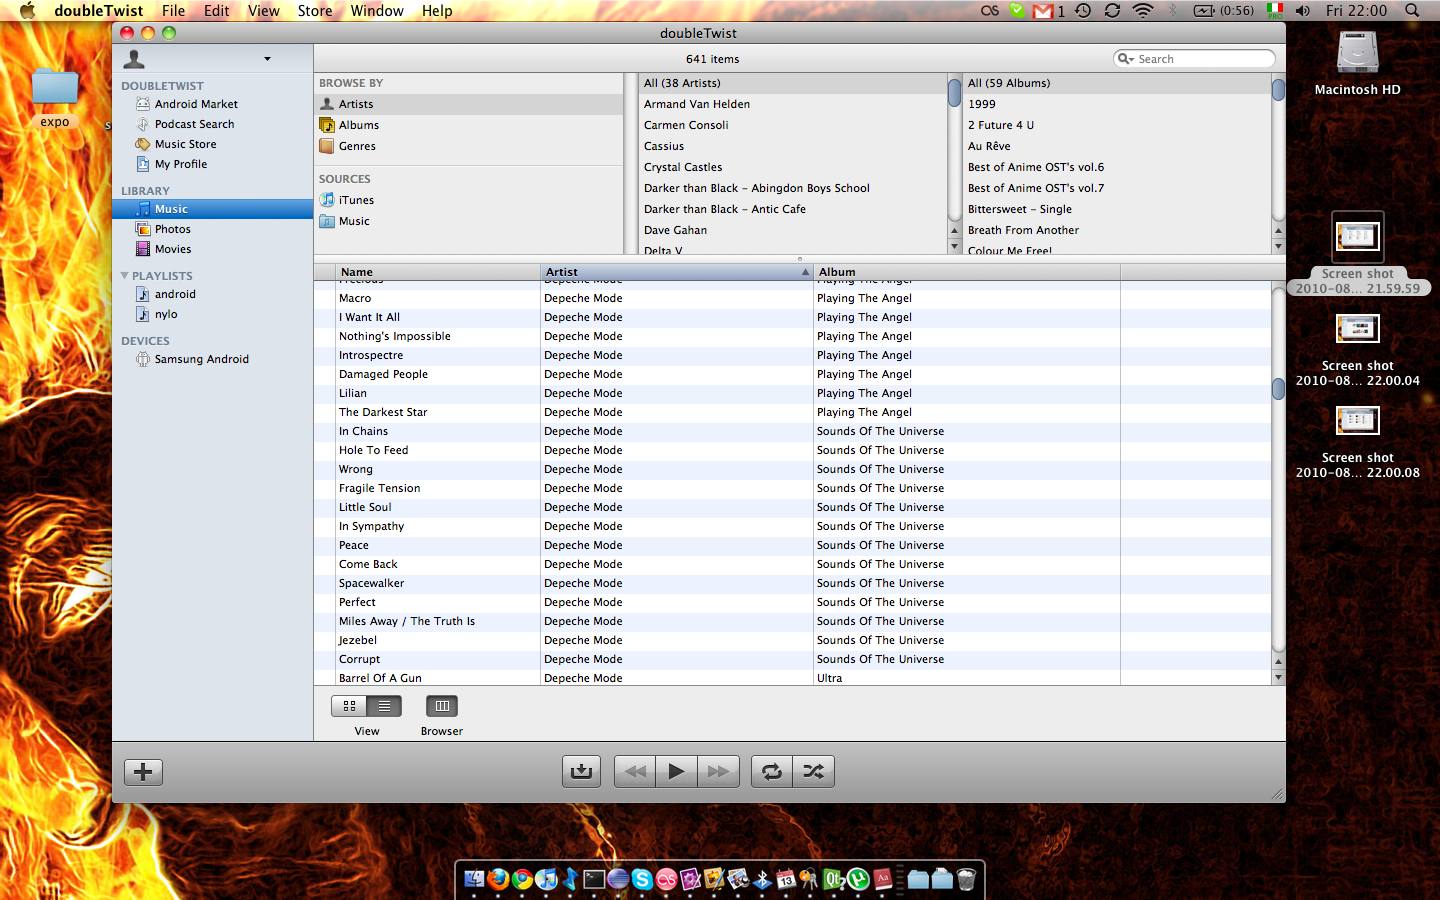 doubleTwist File Edit View Store Window Help
1 (0:56) PRO Fri 22:00
doubleTwist
641 items
Search
DOUBLETWIST
Android Market
Podcast Search
Music Store
My Profile
LIBRARY
Music
Photos
Movies
PLAYLISTS
android
nylo
DEVICES
Samsung Android
BROWSE BY
Artists
Albums
Genres
SOURCES
iTunes
Music
All (38 Artists)
Armand Van Helden
Carmen Consoli
Cassius
Crystal Castles
Darker than Black – Abingdon Boys School
Darker than Black – Antic Cafe
Dave Gahan
Delta V
All (59 Albums)
1999
2 Future 4 U
Au Rêve
Best of Anime OST's vol.6
Best of Anime OST's vol.7
Bittersweet – Single
Breath From Another
Colour Me Free!
Name Artist Album
Precious Depeche Mode Playing The Angel
Macro Depeche Mode Playing The Angel
I Want It All Depeche Mode Playing The Angel
Nothing's Impossible Depeche Mode Playing The Angel
Introspectre Depeche Mode Playing The Angel
Damaged People Depeche Mode Playing The Angel
Lilian Depeche Mode Playing The Angel
The Darkest Star Depeche Mode Playing The Angel
In Chains Depeche Mode Sounds Of The Universe
Hole To Feed Depeche Mode Sounds Of The Universe
Wrong Depeche Mode Sounds Of The Universe
Fragile Tension Depeche Mode Sounds Of The Universe
Little Soul Depeche Mode Sounds Of The Universe
In Sympathy Depeche Mode Sounds Of The Universe
Peace Depeche Mode Sounds Of The Universe
Come Back Depeche Mode Sounds Of The Universe
Spacewalker Depeche Mode Sounds Of The Universe
Perfect Depeche Mode Sounds Of The Universe
Miles Away / The Truth Is Depeche Mode Sounds Of The Universe
Jezebel Depeche Mode Sounds Of The Universe
Corrupt Depeche Mode Sounds Of The Universe
Barrel Of A Gun Depeche Mode Ultra
View Browser
expo
s
Macintosh HD
Screen shot
2010-08... 21.59.59
Screen shot
2010-08... 22.00.04
Screen shot
2010-08... 22.00.08
13
Qt
Aa